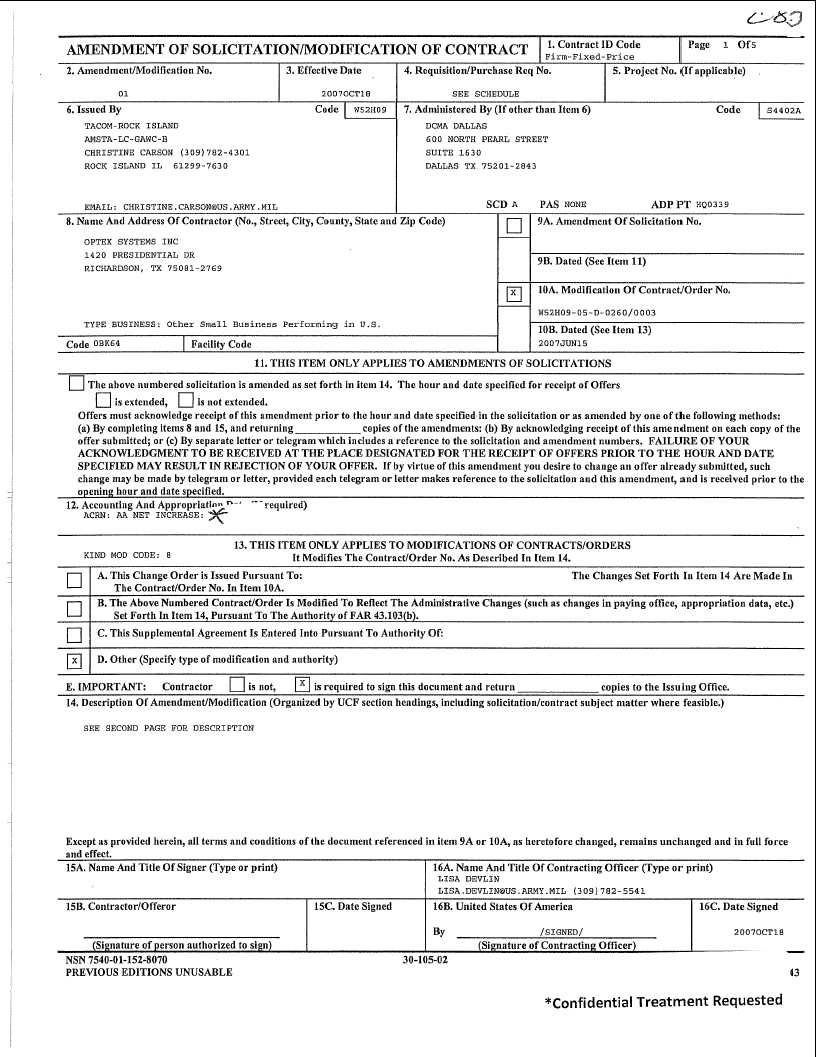 AMENDMENT OF SOLICITATION/MODIFICATION OF CONTRACT
1. Contract ID Code
Firm-Fixed-Price
Page 1 Of 5
2. Amendment/Modification No.
01
3. Effective Date
2007OCT18
4. Requisition/Purchase Req No.
SEE SCHEDULE
5. Project No. (If applicable)
6. Issued By
Code W52H09
TACOM-ROCK ISLAND
AMSTA-LC-GAWC-B
CHRISTINE CARSON (309)782-4301
ROCK ISLAND IL 61299-7630
EMAIL: CHRISTINE.CARSON@US.ARMY.MIL
7. Administered By (If other than Item 6)
Code S4402A
DCMA DALLAS
600 NORTH PEARL STREET
SUITE 1630
DALLAS TX 75201-2843
SCD A PAS NONE ADP PT HQ0339
8. Name And Address Of Contractor (No., Street, City, County, State and Zip Code)
OPTEX SYSTEMS INC
1420 PRESIDENTIAL DR
RICHARDSON, TX 75081-2769
TYPE BUSINESS: Other Small Business Performing in U.S.
Code 0BK64 Facility Code
9A. Amendment Of Solicitation No.
9B. Dated (See Item 11)
X
10A. Modification Of Contract/Order No.
W52H09-05-D-0260/0003
10B. Dated (See Item 13)
2007JUN15
11. THIS ITEM ONLY APPLIES TO AMENDMENTS OF SOLICITATIONS
The above numbered solicitation is amended as set forth in item 14. The hour and date specified for receipt of Offers
is extended, is not extended.
Offers must acknowledge receipt of this amendment prior to the hour and date specified in the solicitation or as amended by one of the following methods:
(a) By completing items 8 and 15, and returning ____________ copies of the amendments: (b) By acknowledging receipt of this amendment on each copy of the
offer submitted; or (c) By separate letter or telegram which includes a reference to the solicitation and amendment numbers. FAILURE OF YOUR
ACKNOWLEDGMENT TO BE RECEIVED AT THE PLACE DESIGNATED FOR THE RECEIPT OF OFFERS PRIOR TO THE HOUR AND DATE
SPECIFIED MAY RESULT IN REJECTION OF YOUR OFFER. If by virtue of this amendment you desire to change an offer already submitted, such
change may be made by telegram or letter, provided each telegram or letter makes reference to the solicitation and this amendment, and is received prior to the
opening hour and date specified.
12. Accounting And Appropriation required)
ACRN: AA NET INCREASE: *
13. THIS ITEM ONLY APPLIES TO MODIFICATIONS OF CONTRACTS/ORDERS
KIND MOD CODE: 8
It Modifies The Contract/Order No. As Described In Item 14.
A. This Change Order is Issued Pursuant To: The Changes Set Forth In Item 14 Are Made In
The Contract/Order No. In Item 10A.
B. The Above Numbered Contract/Order Is Modified To Reflect The Administrative Changes (such as changes in paying office, appropriation data, etc.)
Set Forth In Item 14, Pursuant To The Authority of FAR 43.103(b).
C. This Supplemental Agreement Is Entered Into Pursuant To Authority Of:
X D. Other (Specify type of modification and authority)
E. IMPORTANT: Contractor is not, X is required to sign this document and return ______________ copies to the Issuing Office.
14. Description Of Amendment/Modification (Organized by UCF section headings, including solicitation/contract subject matter where feasible.)
SEE SECOND PAGE FOR DESCRIPTION
Except as provided herein, all terms and conditions of the document referenced in item 9A or 10A, as heretofore changed, remains unchanged and in full force
and effect.
15A. Name And Title Of Signer (Type or print)
16A. Name And Title Of Contracting Officer (Type or print)
LISA DEVLIN
LISA.DEVLIN@US.ARMY.MIL (309)782-5541
15B. Contractor/Offeror
(Signature of person authorized to sign)
15C. Date Signed
16B. United States Of America
By /SIGNED/
(Signature of Contracting Officer)
16C. Date Signed
2007OCT18
NSN 7540-01-152-8070
PREVIOUS EDITIONS UNUSABLE
30-105-02
43
*Confidential Treatment Requested